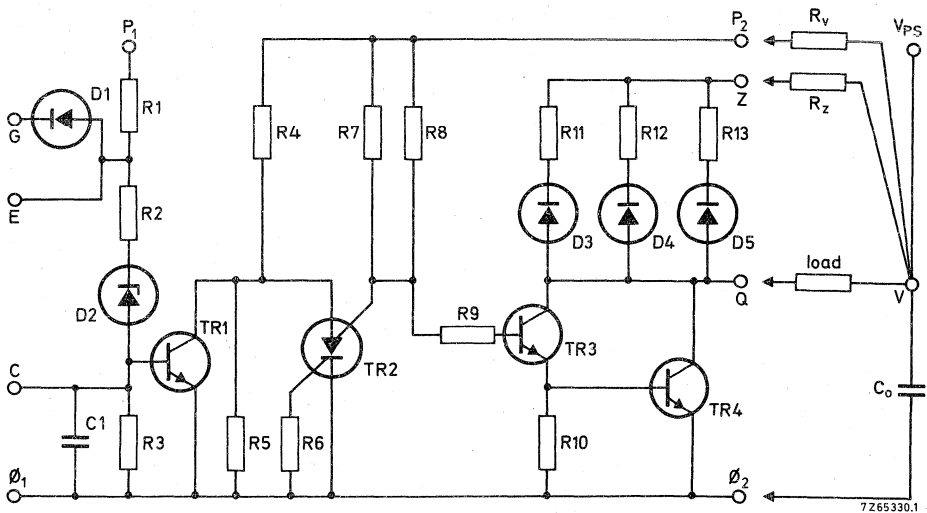 P1
P2
Rv
VPS
D1
R1
Z
Rz
G
R4
R7
R8
R11
R12
R13
E
R2
D3
D4
D5
D2
load
Q
V
TR1
R9
TR2
TR3
C
TR4
Co
C1
R3
R5
R6
R10
Ø1
Ø2
7Z65330.1